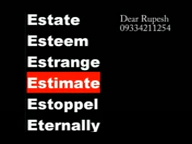 Estate
Esteem
Estrange
Estimate
Estoppel
Eternally
Dear Rupesh
09334211254